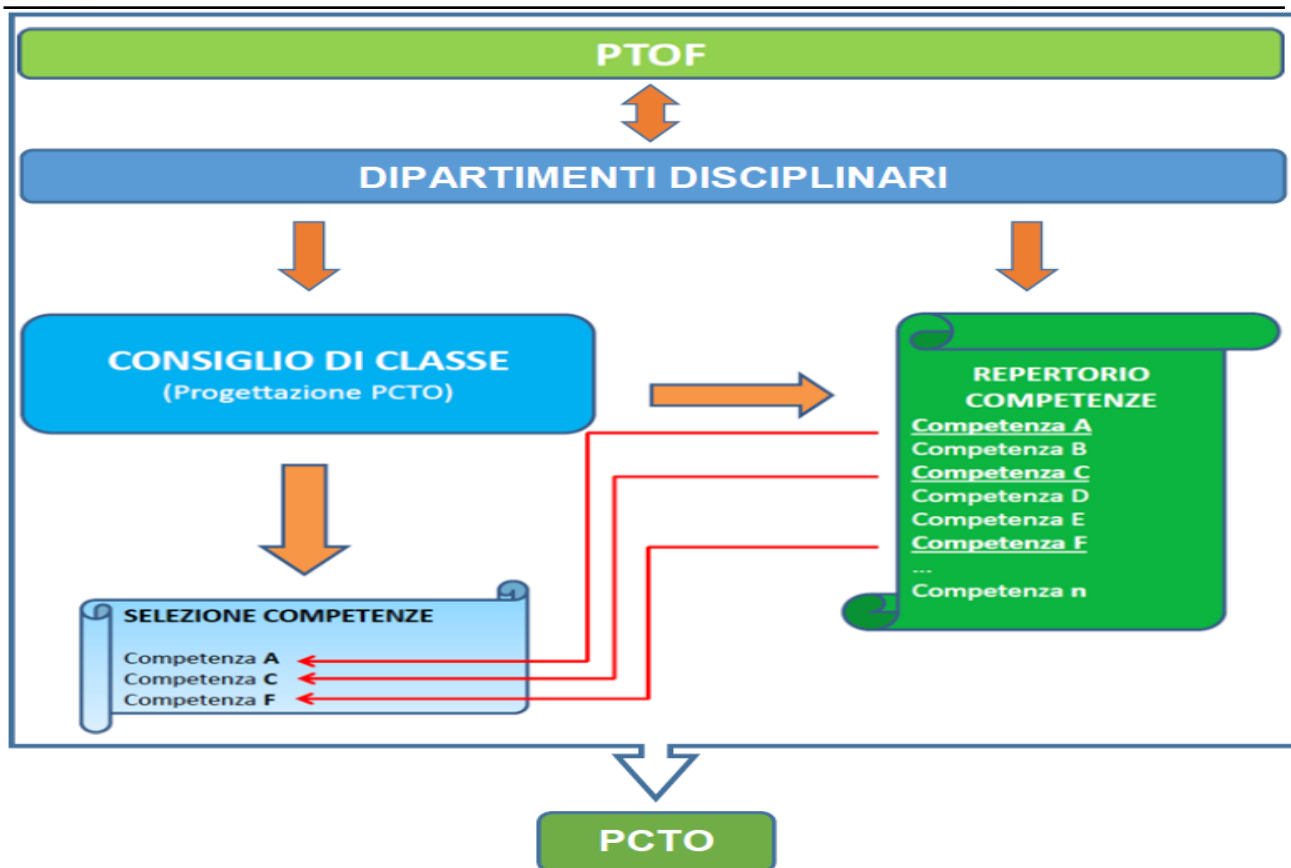 PTOF
DIPARTIMENTI DISCIPLINARI
CONSIGLIO DI CLASSE
(Progettazione PCTO)
REPERTORIO
COMPETENZE
Competenza A
Competenza B
Competenza C
Competenza D
Competenza E
Competenza F
...
Competenza n
SELEZIONE COMPETENZE
Competenza A
Competenza C
Competenza F
PCTO